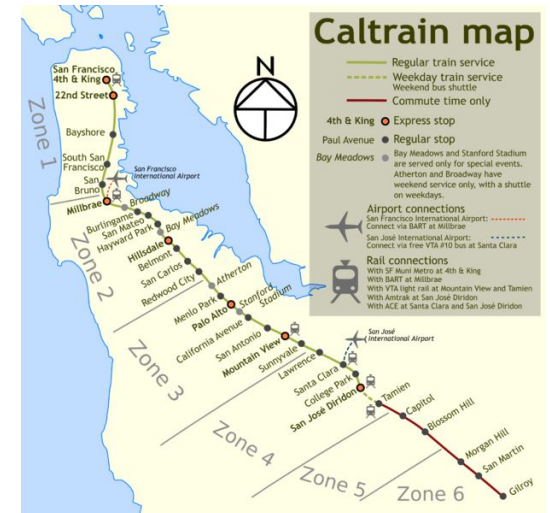 Caltrain map
Regular train service
Weekday train service
Weekend bus shuttle
Commute time only
4th & King Express stop
Paul Avenue Regular stop
Bay Meadows Bay Meadows and Stanford Stadium
are served only for special events.
Atherton and Broadway have
weekend service only, with a shuttle
on weekdays.
Airport connections
San Francisco International Airport:
Connect via BART at Millbrae
San José International Airport:
Connect via free VTA #10 bus at Santa Clara
Rail connections
With SF Muni Metro at 4th & King
With BART at Millbrae
With VTA light rail at Mountain View and Tamien
With Amtrak at San José Diridon
With ACE at Santa Clara and San José Diridon
N
San Francisco
4th & King
22nd Street
Bayshore
South San
Francisco
San
Bruno
San Francisco
International Airport
Millbrae
Broadway
Burlingame
San Mateo
Hayward Park
Bay Meadows
Hillsdale
Belmont
San Carlos
Redwood City
Atherton
Menlo Park
Palo Alto
Stanford
Stadium
California Avenue
San Antonio
Mountain View
Sunnyvale
Lawrence
San José
International Airport
Santa Clara
College Park
San José Diridon
Tamien
Capitol
Blossom Hill
Morgan Hill
San Martin
Gilroy
Zone 1
Zone 2
Zone 3
Zone 4
Zone 5
Zone 6